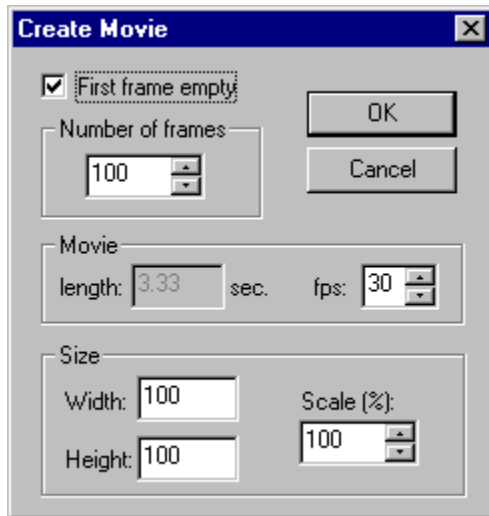 Create Movie
First frame empty
OK
Number of frames
100
Cancel
Movie
length: 3.33 sec. fps: 30
Size
Width: 100
Scale (%):
100
Height: 100